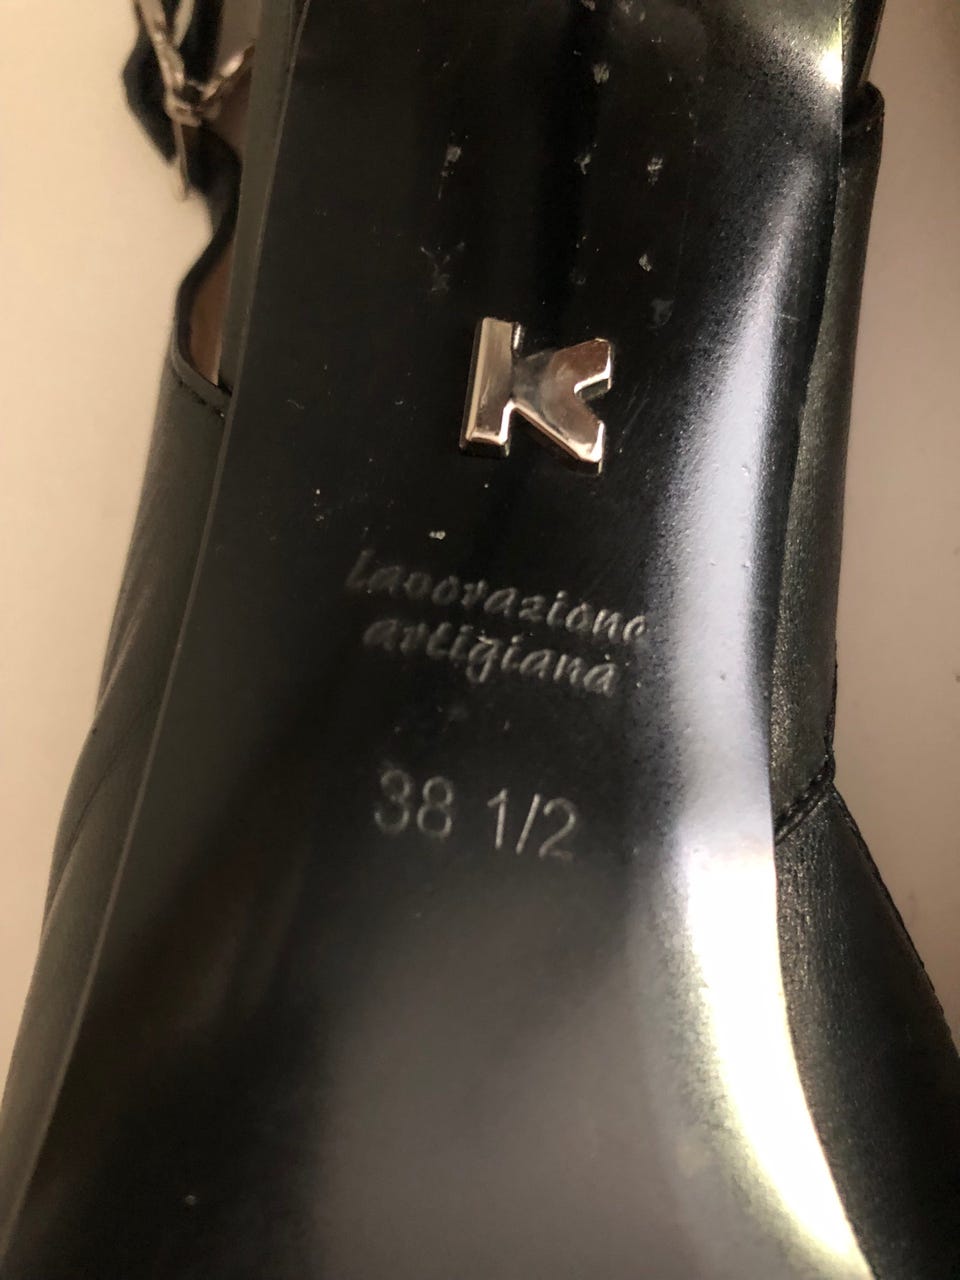 K
Lavorazione
artigiana
38 1/2